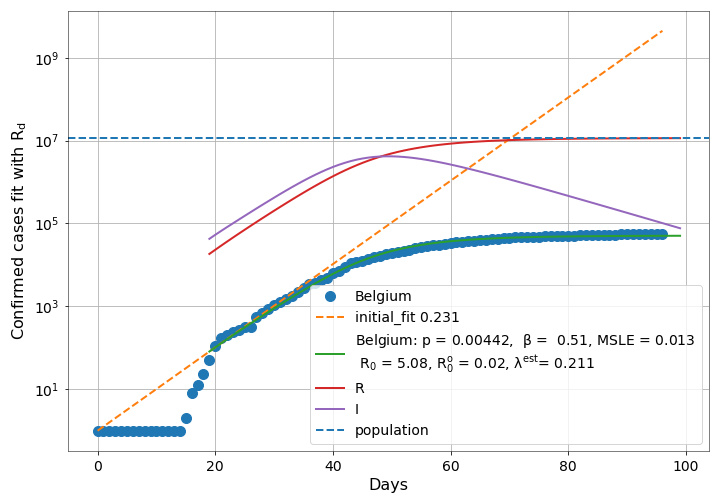 10⁹
10⁷
10⁵
10³
10¹
Confirmed cases fit with R_d
Belgium
initial_fit 0.231
Belgium: p = 0.00442,  β =  0.51, MSLE = 0.013
R₀ = 5.08, R₀⁰ = 0.02, λᵉˢᵗ= 0.211
R
I
population
0 20 40 60 80 100
Days